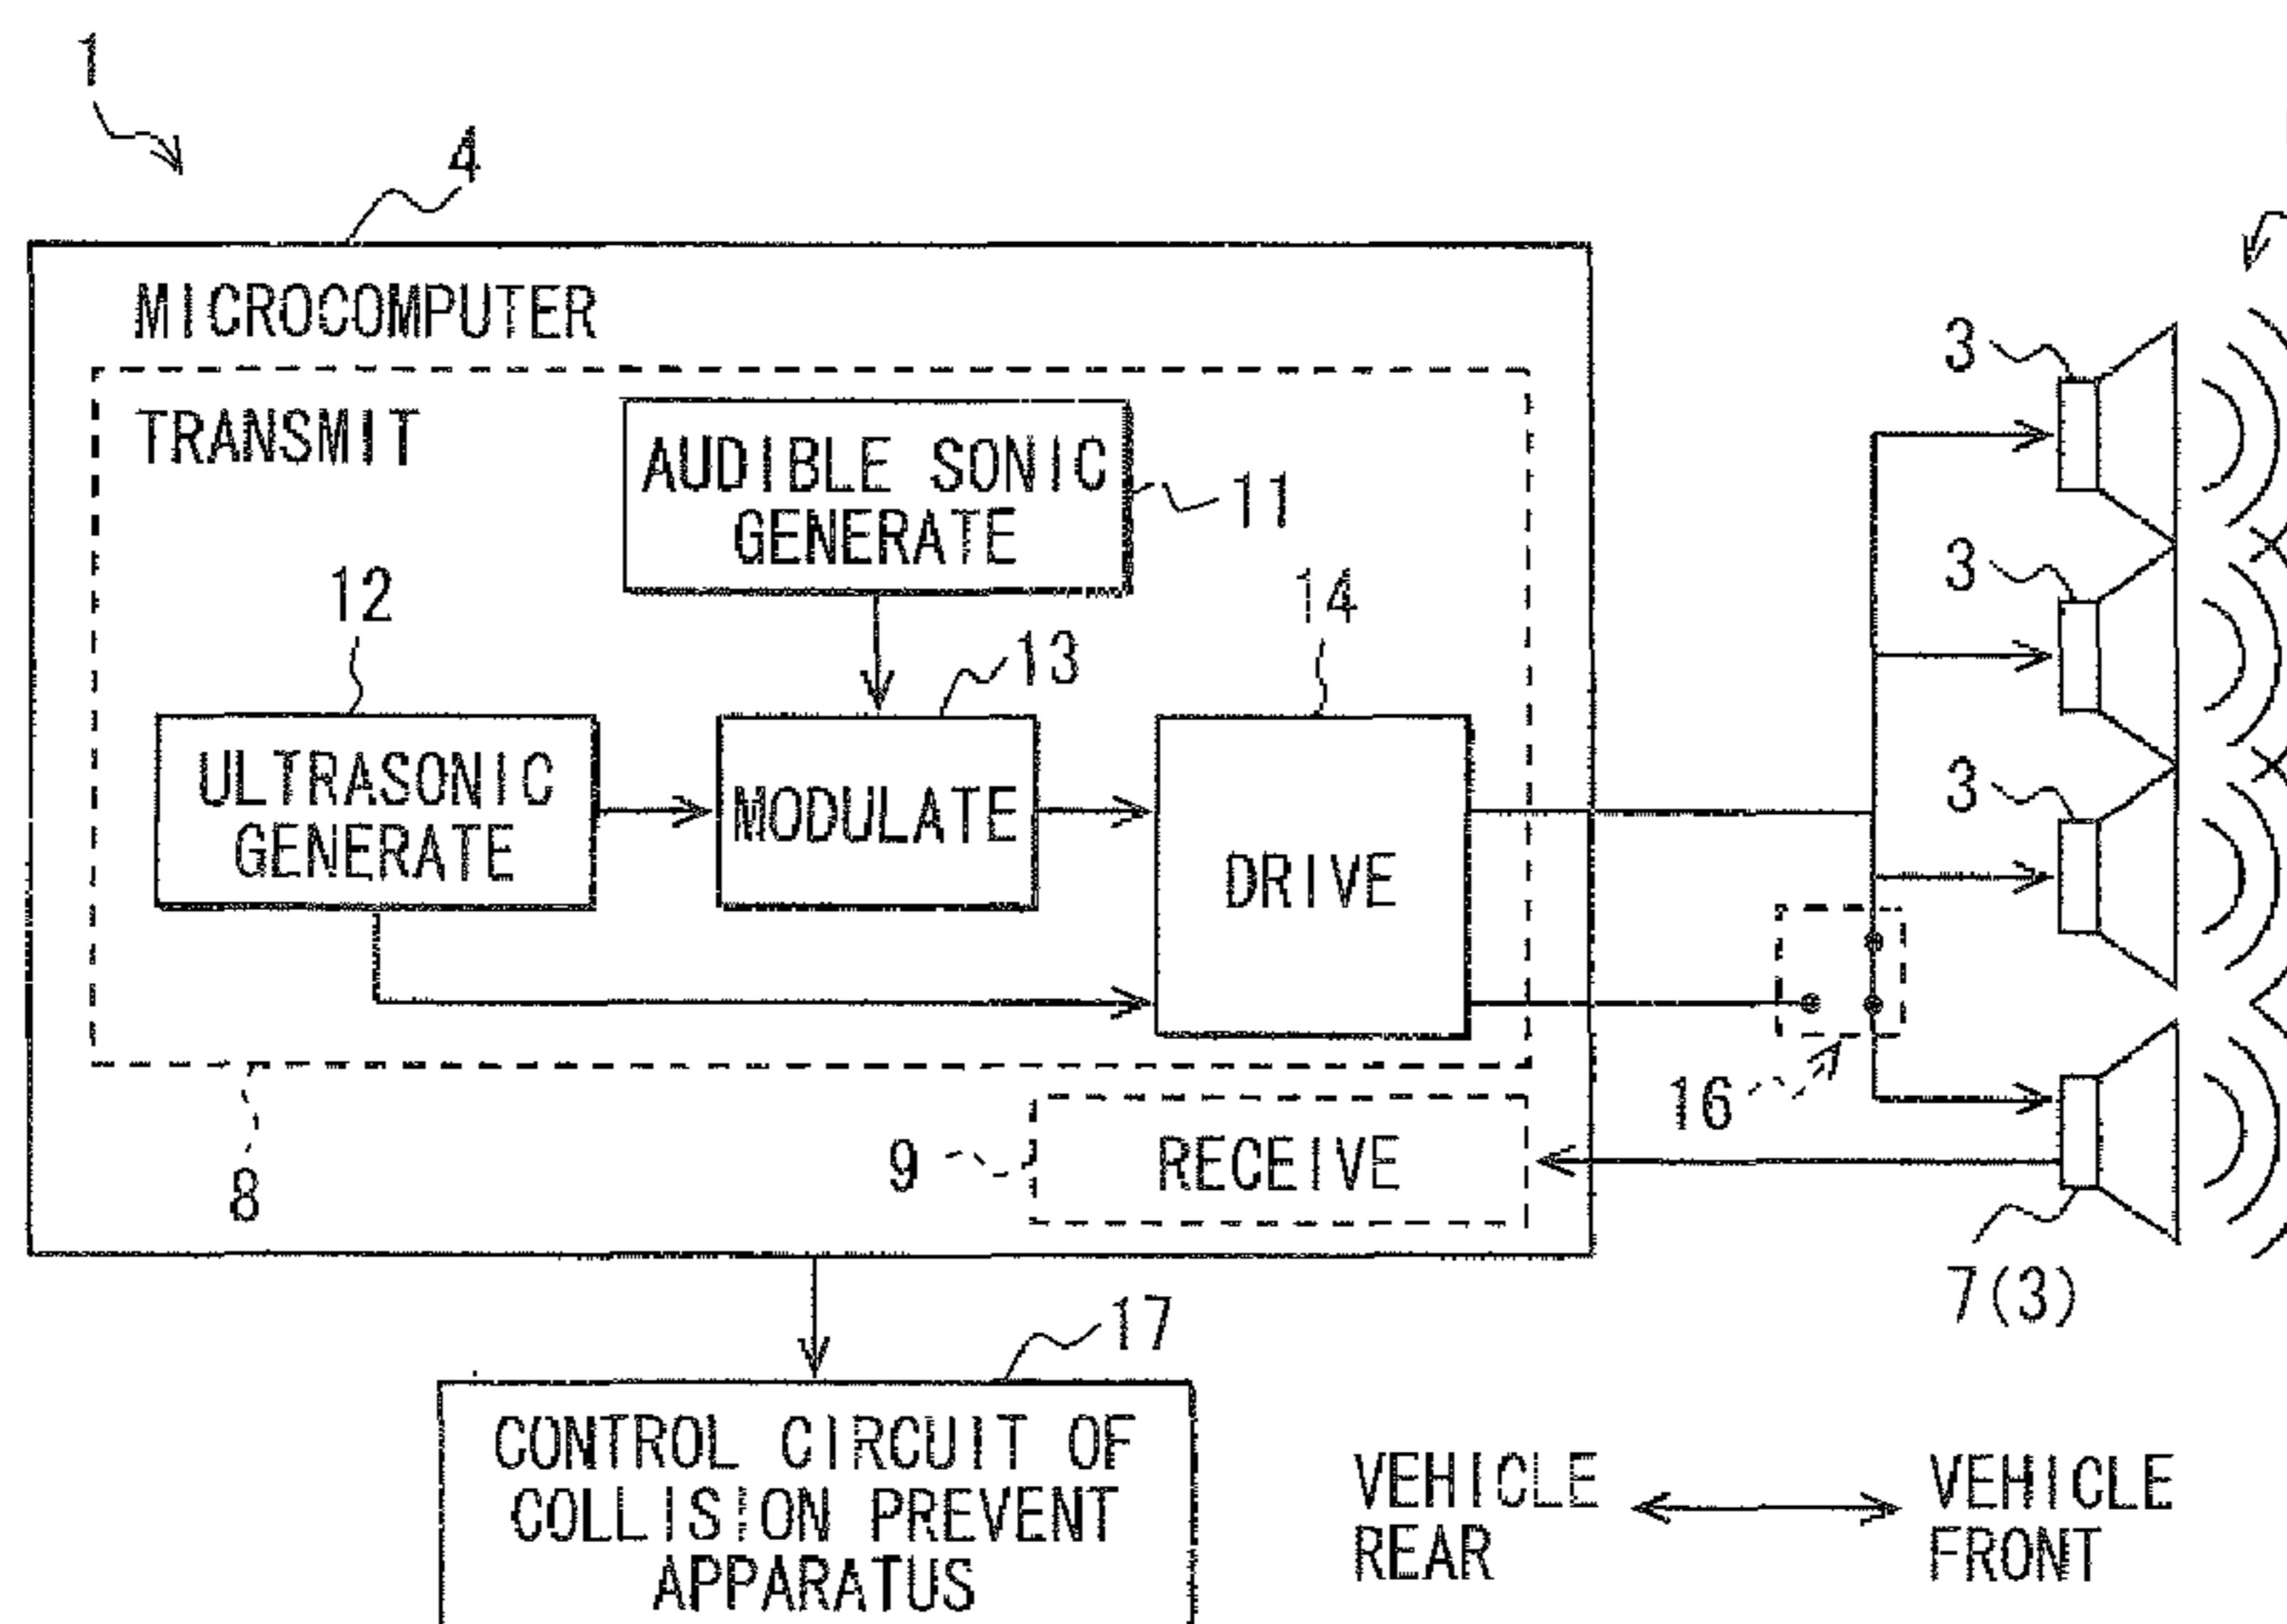 1
4
MICROCOMPUTER
TRANSMIT
AUDIBLE SONIC
GENERATE
11
12
13
14
ULTRASONIC
GENERATE
MODULATE
DRIVE
3
3
3
16
9
RECEIVE
8
7(3)
17
CONTROL CIRCUIT OF
COLLISION PREVENT
APPARATUS
VEHICLE
REAR
VEHICLE
FRONT